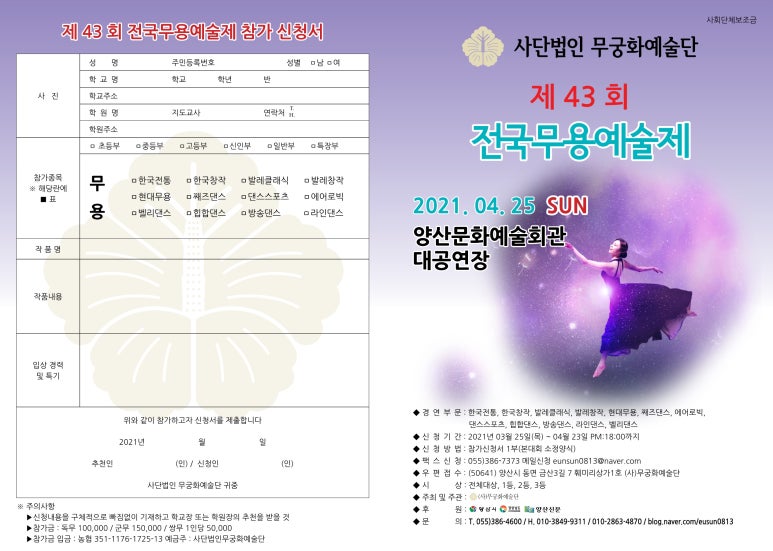 제 43 회 전국무용예술제 참가 신청서
사 진
성 명 주민등록번호 성별 □남 □여
학 교 명 학교 학년 반
학교주소
학 원 명 지도교사 연락처 T. H.
학원주소
참가종목
※ 해당란에
■ 표
□ 초등부 □중등부 □고등부 □신인부 □일반부 □특장부
무용
□한국전통 □한국창작 □발레클래식 □발레창작
□현대무용 □째즈댄스 □댄스스포츠 □에어로빅
□벨리댄스 □힙합댄스 □방송댄스 □라인댄스
작 품 명
작품내용
입상 경력
및 특기
위와 같이 참가하고자 신청서를 제출합니다
2021년 월 일
추천인 (인) / 신청인 (인)
사단법인 무궁화예술단 귀중
※ 주의사항
▶신청내용을 구체적으로 빠짐없이 기재하고 학교장 또는 학원장의 추천을 받을 것
▶참가금 : 독무 100,000 / 군무 150,000 / 쌍무 1인당 50,000
▶참가금 입금 : 농협 351-1176-1725-13 예금주 : 사단법인무궁화예술단
사회단체보조금
사단법인 무궁화예술단
제 43 회
전국무용예술제
2021. 04. 25 SUN
양산문화예술회관
대공연장
◆ 경 연 부 문 : 한국전통, 한국창작, 발레클래식, 발레창작, 현대무용, 째즈댄스, 에어로빅,
댄스스포츠, 힙합댄스, 방송댄스, 라인댄스, 벨리댄스
◆ 신 청 기 간 : 2021년 03월 25일(목) ~ 04월 23일 PM:18:00까지
◆ 신 청 방 법 : 참가신청서 1부(본대회 소정양식)
◆ 팩 스 신 청 : 055)386-7373 메일신청 eunsun0813@naver.com
◆ 우 편 접 수 : (50641) 양산시 동면 금산3길 7 훼미리상가1호 (사)무궁화예술단
◆ 시 상 : 전체대상, 1등, 2등, 3등
◆ 주최 및 주관 : (사)무궁화예술단
◆ 후 원 : 양산시 양산신문
◆ 문 의 : T. 055)386-4600 / H. 010-3849-9311 / 010-2863-4870 / blog.naver.com/eusun0813